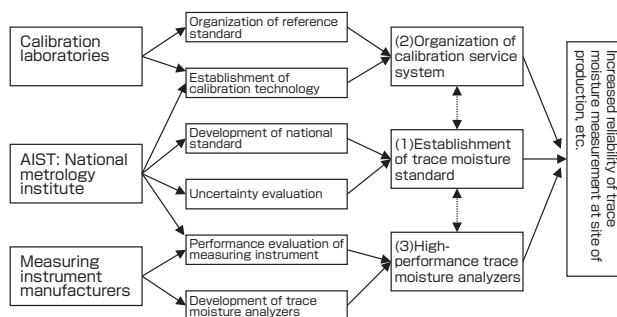 Calibration
laboratories
AIST: National
metrology
institute
Measuring
instrument
manufacturers
Organization of reference
standard
Establishment of
calibration technology
Development of national
standard
Uncertainty evaluation
Performance evaluation of
measuring instrument
Development of trace
moisture analyzers
(2)Organization of
calibration service
system
(1)Establishment
of trace moisture
standard
(3)High-
performance trace
moisture analyzers
Increased reliability of trace
moisture measurement at site of
production, etc.